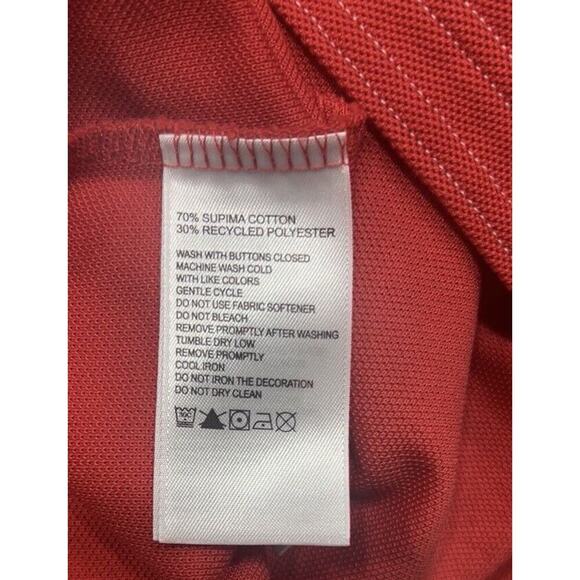 70% SUPIMA COTTON
30% RECYCLED POLYESTER
WASH WITH BUTTONS CLOSED
MACHINE WASH COLD
WITH LIKE COLORS
GENTLE CYCLE
DO NOT USE FABRIC SOFTENER
DO NOT BLEACH
REMOVE PROMPTLY AFTER WASHING
TUMBLE DRY LOW
REMOVE PROMPTLY
COOL IRON
DO NOT IRON THE DECORATION
DO NOT DRY CLEAN